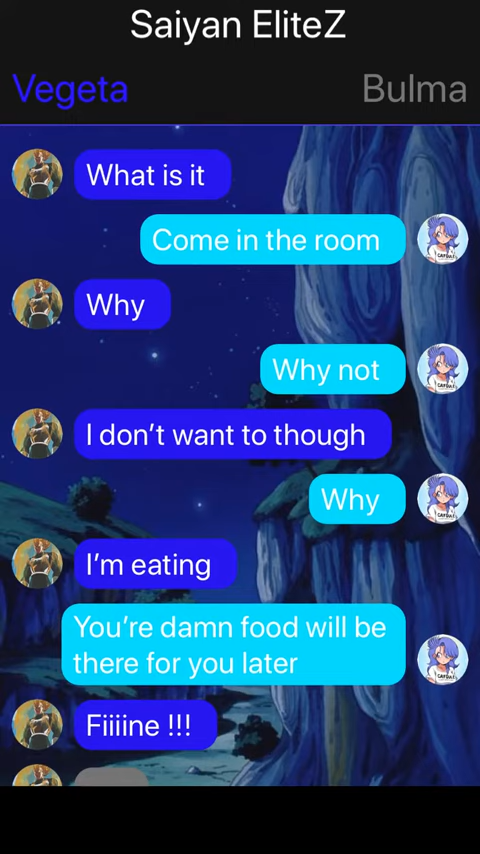 Saiyan EliteZ
Vegeta
Bulma
What is it
Come in the room
Why
Why not
I don’t want to though
Why
I’m eating
You’re damn food will be
there for you later
Fiiiine !!!